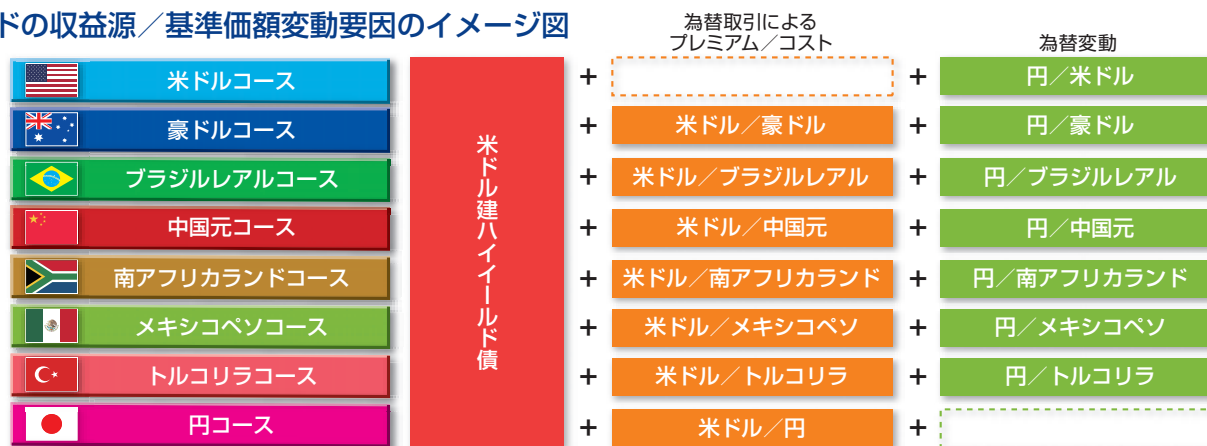 ドの収益源／基準価額変動要因のイメージ図
為替取引による
プレミアム／コスト
為替変動
米ドルコース
+
+
円／米ドル
豪ドルコース
+
米ドル／豪ドル
+
円／豪ドル
ブラジルレアルコース
+
米ドル／ブラジルレアル
+
円／ブラジルレアル
中国元コース
+
米ドル／中国元
+
円／中国元
南アフリカランドコース
+
米ドル／南アフリカランド
+
円／南アフリカランド
メキシコペソコース
+
米ドル／メキシコペソ
+
円／メキシコペソ
トルコリラコース
+
米ドル／トルコリラ
+
円／トルコリラ
円コース
+
米ドル／円
+
米ドル建ハイイールド債